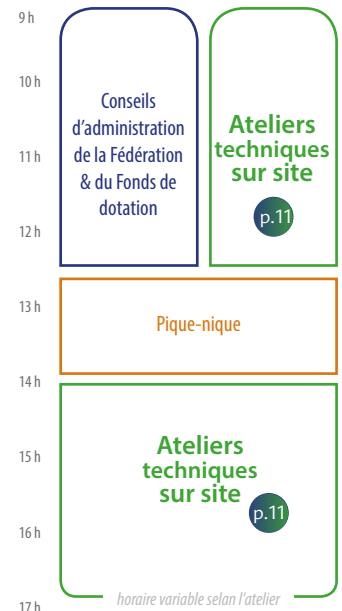 9 h
10 h
11 h
12 h
13 h
14 h
15 h
16 h
17 h
Conseils
d’administration
de la Fédération
& du Fonds de
dotation
Ateliers
techniques
sur site
p.11
Pique-nique
Ateliers
techniques
sur site
p.11
horaire variable selan l'atelier